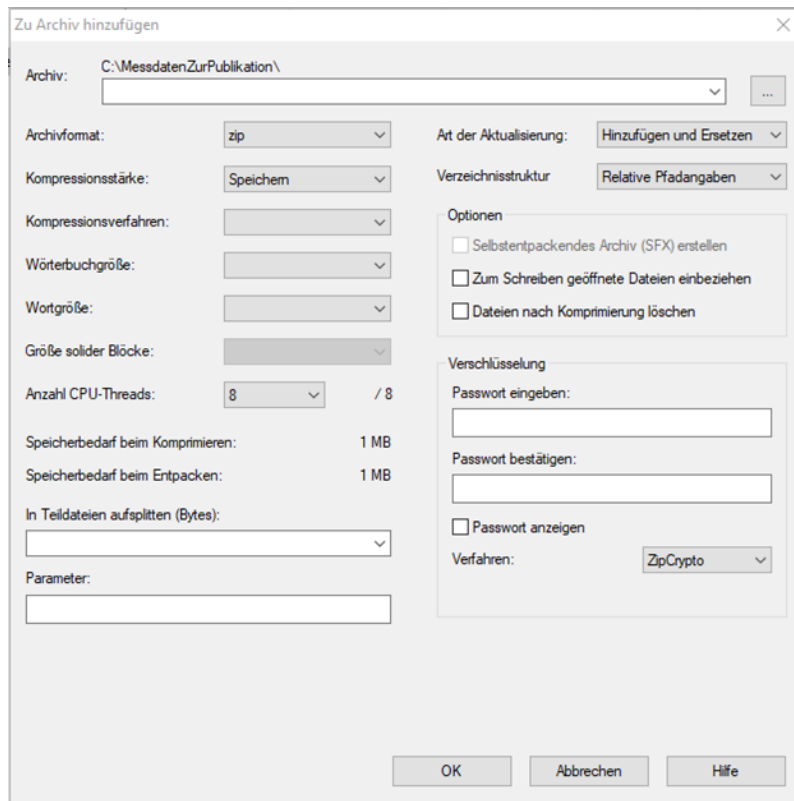 Zu Archiv hinzufügen
Archiv:
C:\MessdatenZurPublikation\
...
Archivformat:
zip
Kompressionsstärke:
Speichern
Kompressionsverfahren:
Wörterbuchgröße:
Wortgröße:
Größe solider Blöcke:
Anzahl CPU-Threads:
8
/ 8
Speicherbedarf beim Komprimieren:
1 MB
Speicherbedarf beim Entpacken:
1 MB
In Teildateien aufsplitten (Bytes):
Parameter:
Art der Aktualisierung:
Hinzufügen und Ersetzen
Verzeichnisstruktur
Relative Pfadangaben
Optionen
Selbstentpackendes Archiv (SFX) erstellen
Zum Schreiben geöffnete Dateien einbeziehen
Dateien nach Komprimierung löschen
Verschlüsselung
Passwort eingeben:
Passwort bestätigen:
Passwort anzeigen
Verfahren:
ZipCrypto
OK
Abbrechen
Hilfe